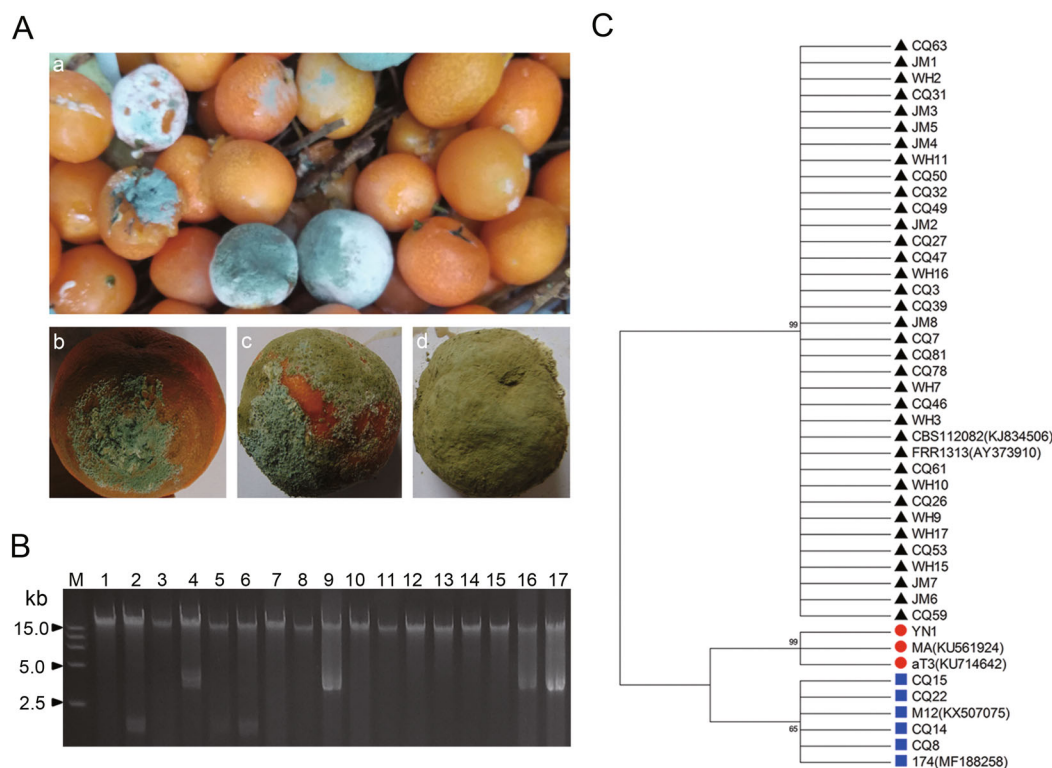 A
a
b
c
d
B
M 1 2 3 4 5 6 7 8 9 10 11 12 13 14 15 16 17
kb
15.0
5.0
2.5
C
CQ63
JM1
WH2
CQ31
JM3
JM5
JM4
WH11
CQ50
CQ32
CQ49
JM2
CQ27
CQ47
WH16
CQ3
CQ39
99
JM8
CQ7
CQ81
CQ78
WH7
CQ46
WH3
CBS112082(KJ834506)
FRR1313(AY373910)
CQ61
WH10
CQ26
WH9
WH17
CQ53
WH15
JM7
JM6
CQ59
YN1
99
MA(KU561924)
aT3(KU714642)
CQ15
CQ22
M12(KX507075)
65
CQ14
CQ8
174(MF188258)